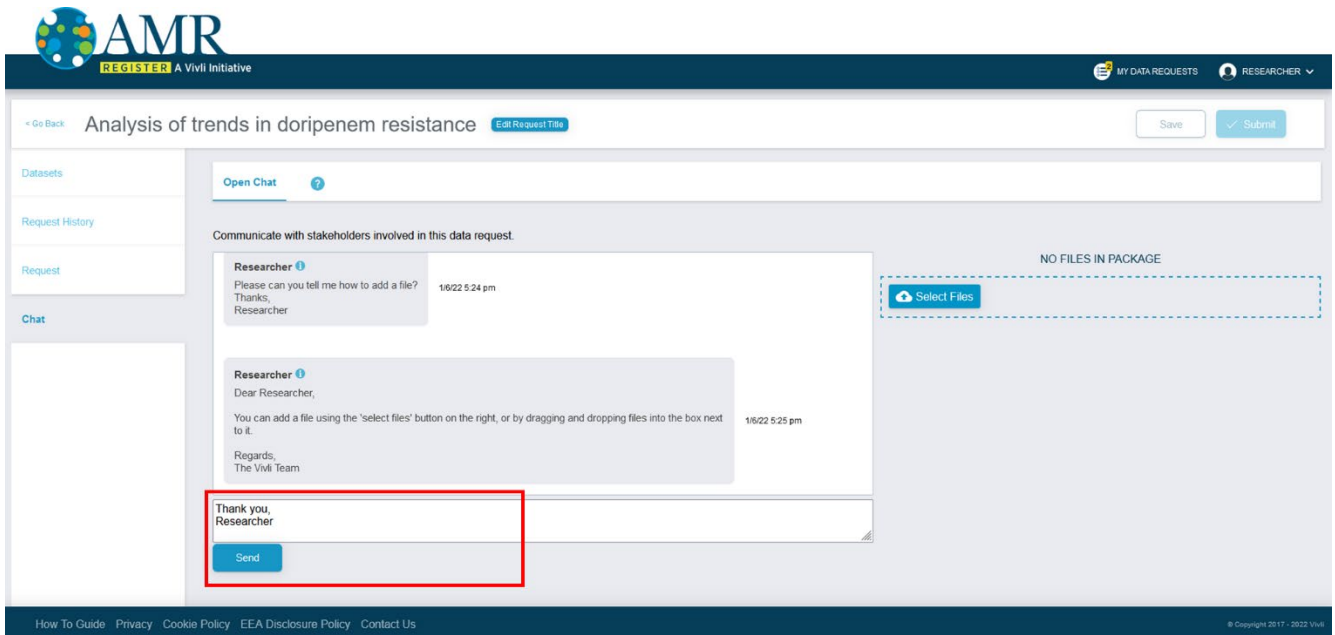 AMR
REGISTER A Vivli Initiative
2
MY DATA REQUESTS
RESEARCHER
< Go Back
Analysis of trends in doripenem resistance
Edit Request Title
Save
Submit
Datasets
Request History
Request
Chat
Open Chat
?
Communicate with stakeholders involved in this data request.
Researcher
Please can you tell me how to add a file?
Thanks,
Researcher
1/6/22 5:24 pm
Researcher
Dear Researcher,
You can add a file using the 'select files' button on the right, or by dragging and dropping files into the box next
to it.
Regards,
The Vivli Team
1/6/22 5:25 pm
Thank you,
Researcher
Send
NO FILES IN PACKAGE
Select Files
How To Guide Privacy Cookie Policy EEA Disclosure Policy Contact Us
© Copyright 2017 - 2022 Vivli